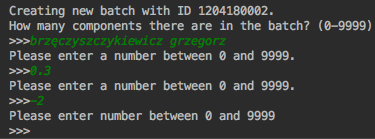 Creating new batch with ID 1204180002.
How many components there are in the batch? (0-9999)
>>>brzęczyszczykiewicz grzegorz
Please enter a number between 0 and 9999.
>>>0.3
Please enter a number between 0 and 9999.
>>>-2
Please enter number between 0 and 9999
>>>